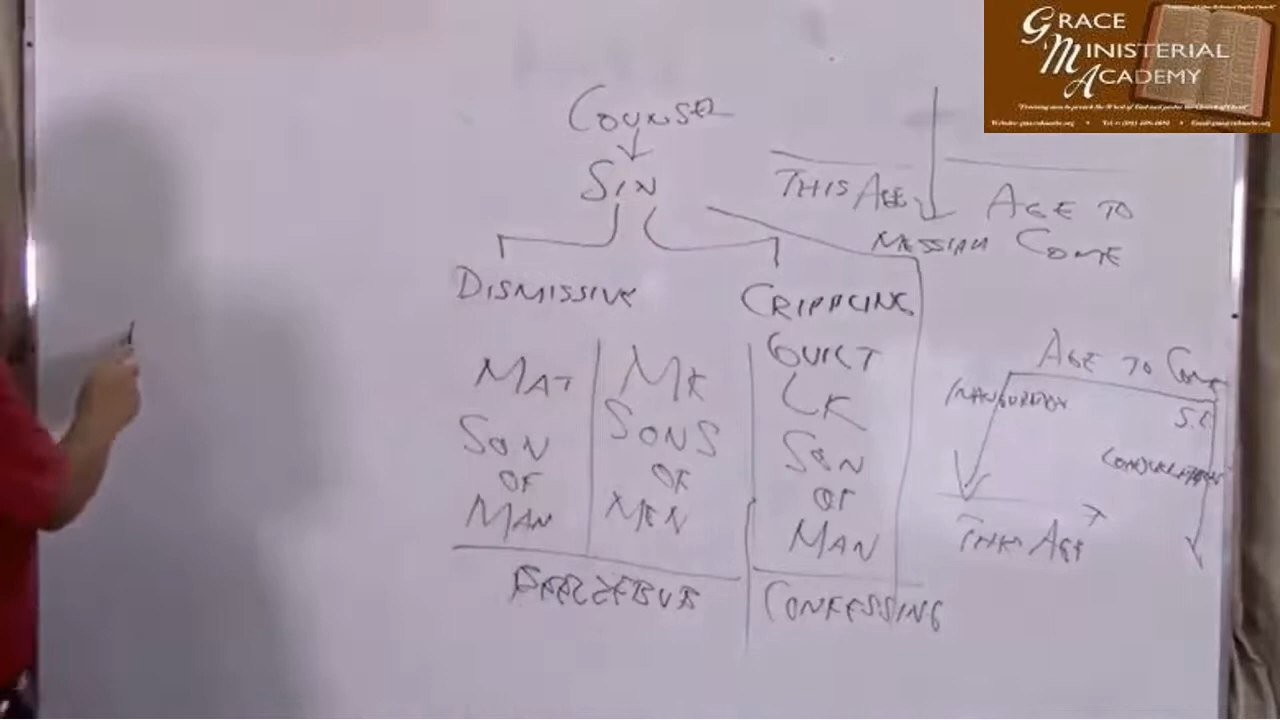 GRACE
MINISTERIAL
ACADEMY
COUNSEL
SIN
DISMISSIVE
CRIPPLING
GUILT
MAT
SON
OF
MAN
MK
SONS
OF
MEN
LK
SON
OF
MAN
BEELZEBUB
CONFESSING
THIS AGE
AGE TO
COME
MESSIAH
AGE TO COME
INAUGURATION
S.C.
THIS AGE